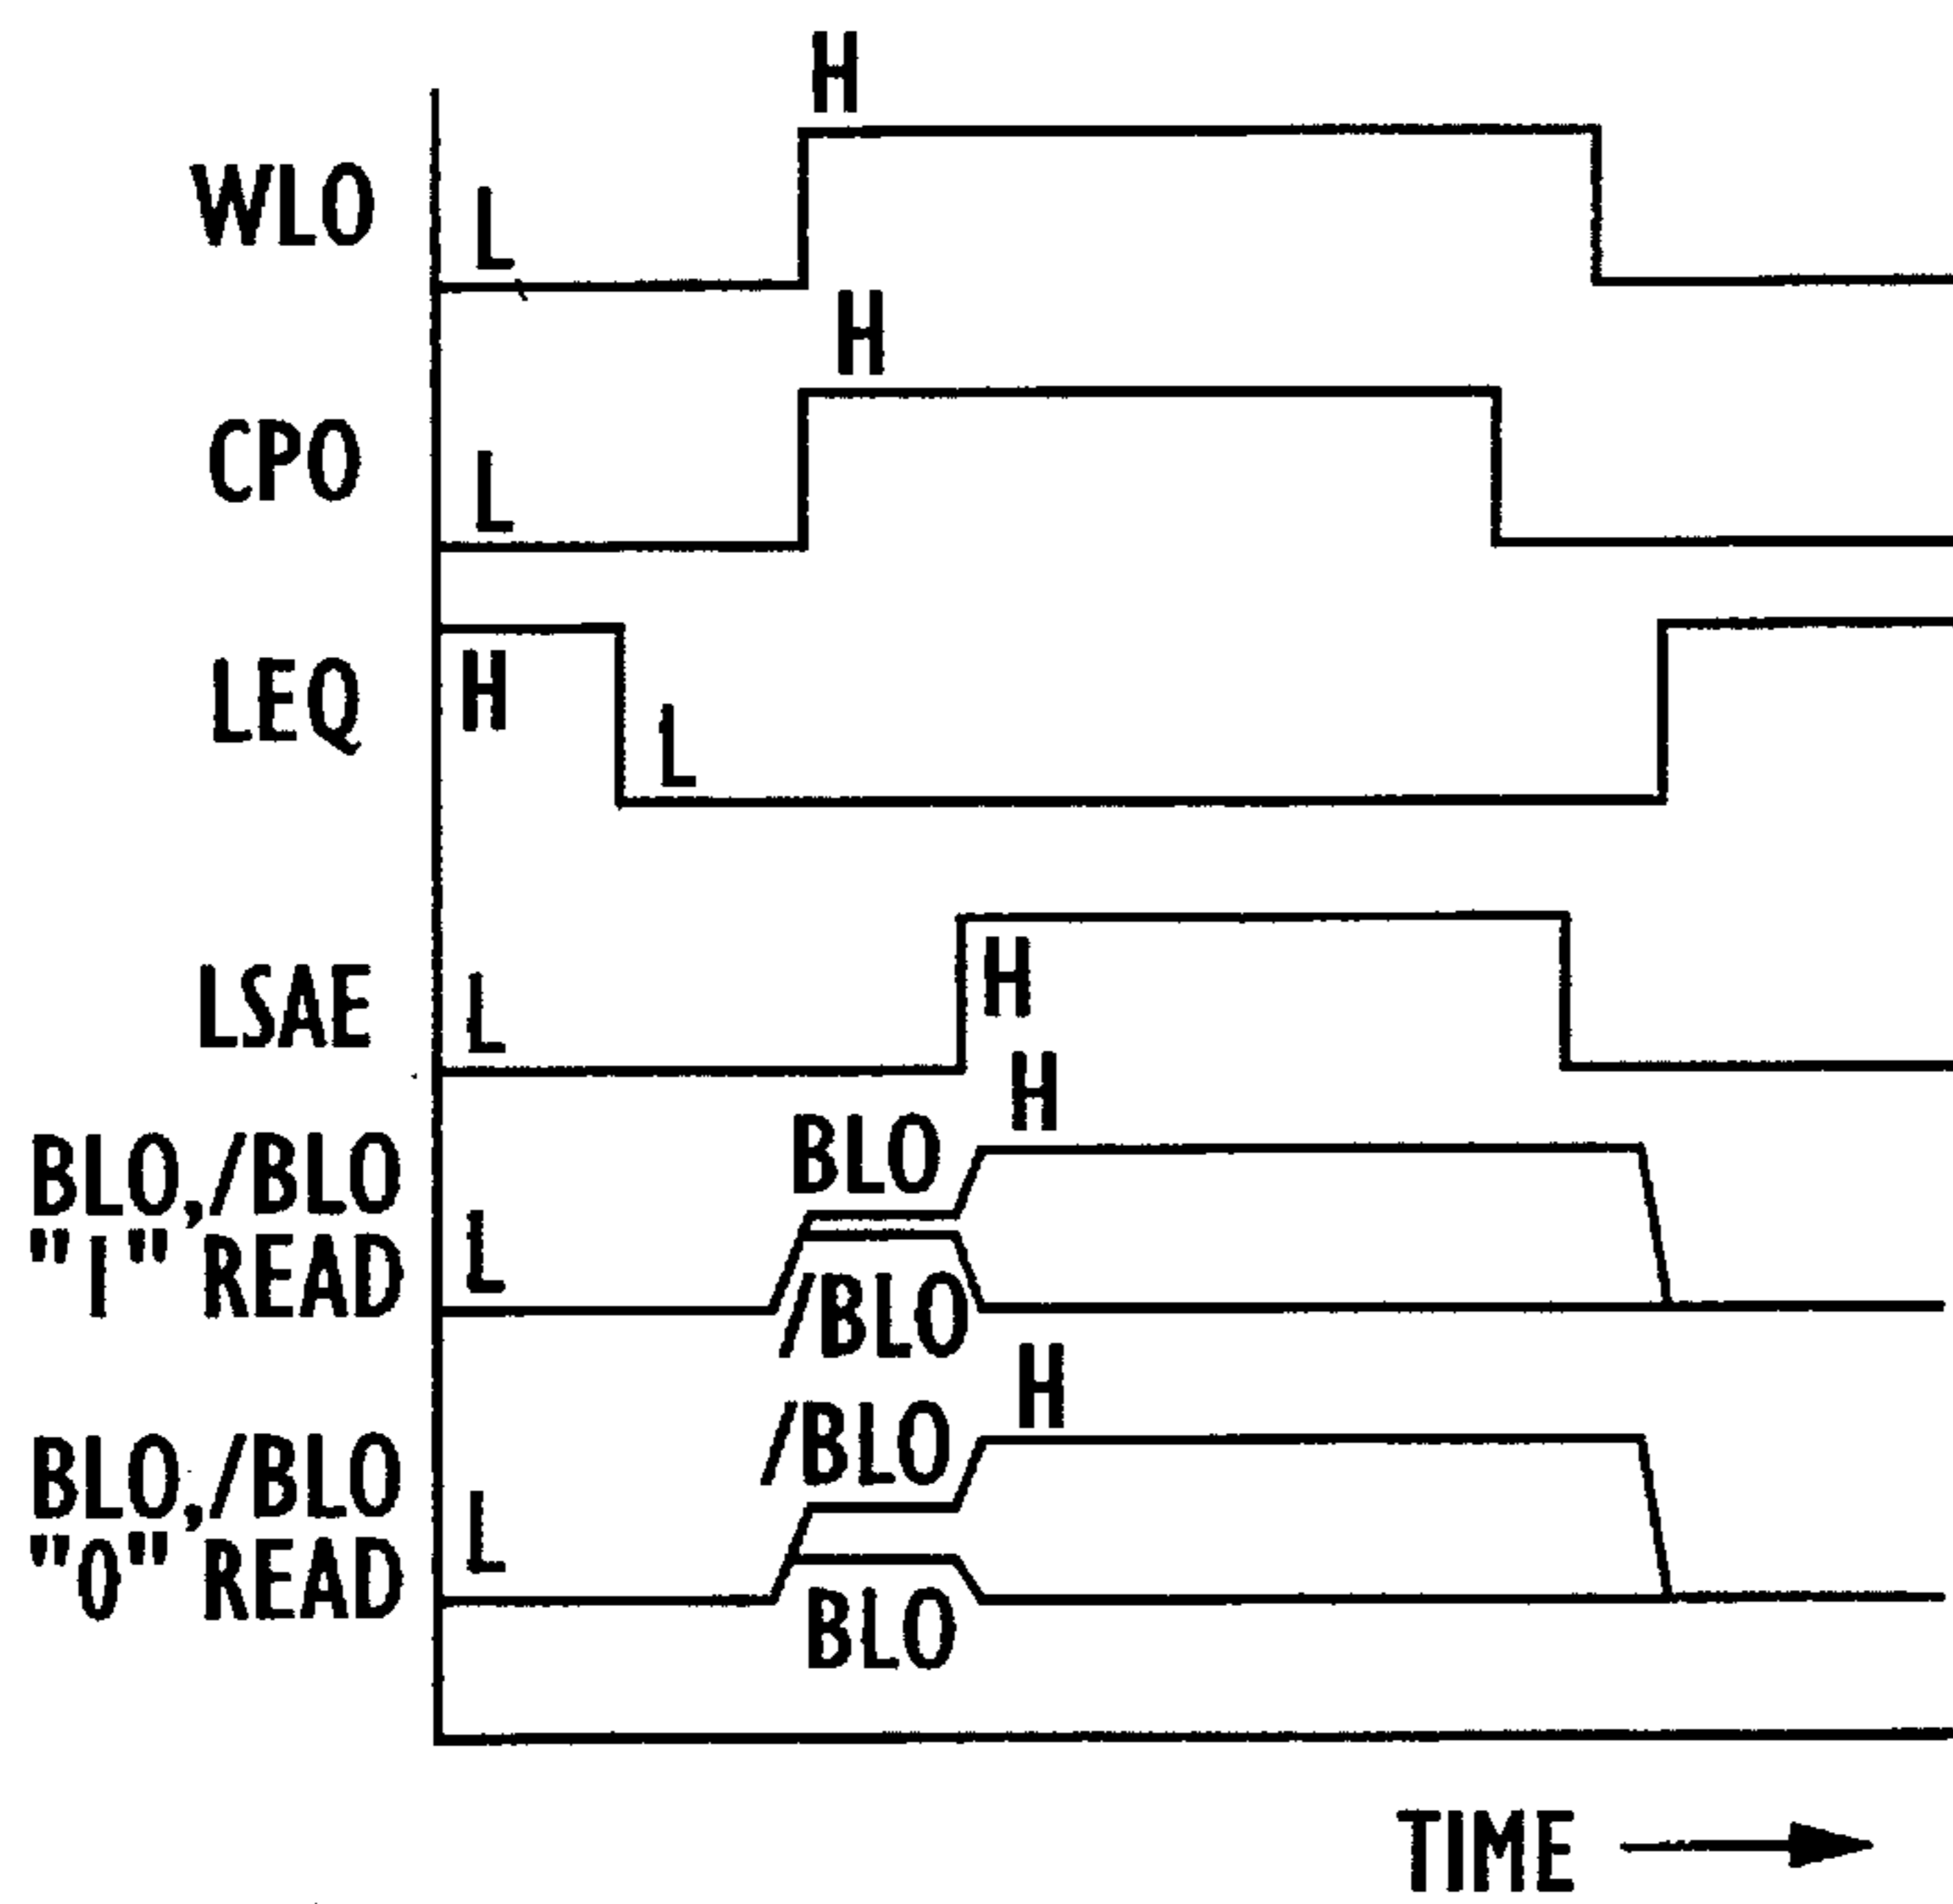 H
WLO
L
H
CPO
L
LEQ
H
L
LSAE
L
H
H
BLO
BLO,/BLO
L
"1" READ
/BLO
H
/BLO
BLO,/BLO
L
"0" READ
BLO
TIME